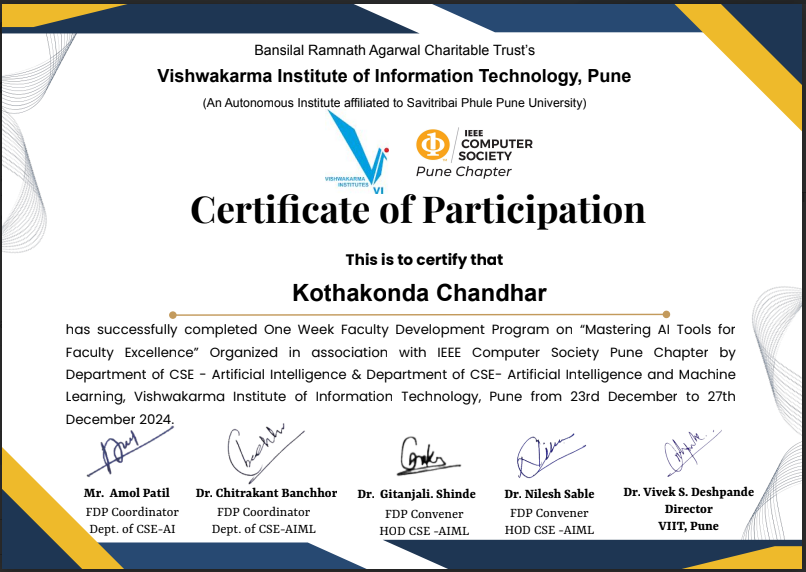 Bansilal Ramnath Agarwal Charitable Trust's
Vishwakarma Institute of Information Technology, Pune
(An Autonomous Institute affiliated to Savitribai Phule Pune University)
VISHWAKARMA
INSTITUTES
VI
IEEE
COMPUTER
SOCIETY
Pune Chapter
Certificate of Participation
This is to certify that
Kothakonda Chandhar
has successfully completed One Week Faculty Development Program on “Mastering AI Tools for
Faculty Excellence” Organized in association with IEEE Computer Society Pune Chapter by
Department of CSE - Artificial Intelligence & Department of CSE- Artificial Intelligence and Machine
Learning, Vishwakarma Institute of Information Technology, Pune from 23rd December to 27th
December 2024.
Mr. Amol Patil
FDP Coordinator
Dept. of CSE-AI
Dr. Chitrakant Banchhor
FDP Coordinator
Dept. of CSE-AIML
Dr. Gitanjali. Shinde
FDP Convener
HOD CSE -AIML
Dr. Nilesh Sable
FDP Convener
HOD CSE -AIML
Dr. Vivek S. Deshpande
Director
VIIT, Pune